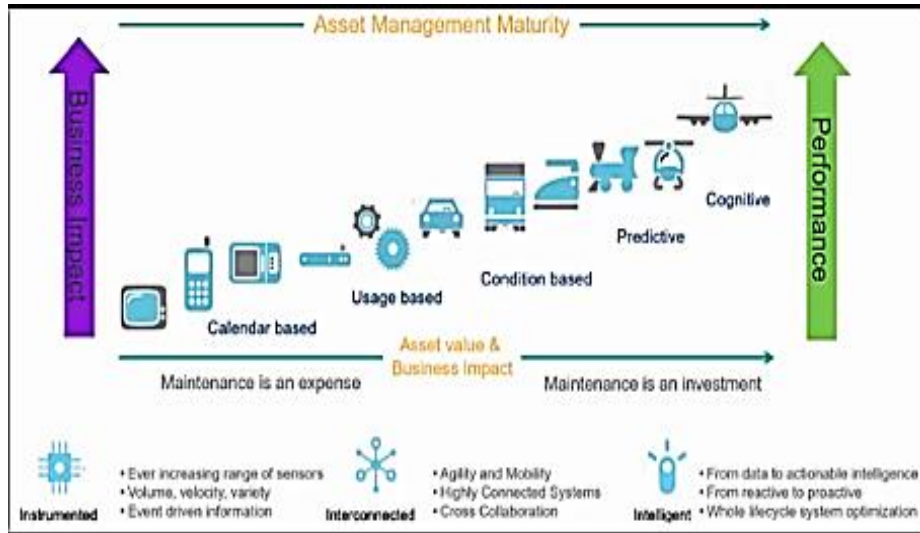 Asset Management Maturity
Business Impact
Performance
Cognitive
Predictive
Condition based
Usage based
Calendar based
Asset value &
Business Impact
Maintenance is an expense
Maintenance is an investment
Instrumented
• Ever increasing range of sensors
• Volume, velocity, variety
• Event driven information
Interconnected
• Agility and Mobility
• Highly Connected Systems
• Cross Collaboration
Intelligent
• From data to actionable intelligence
• From reactive to proactive
• Whole lifecycle system optimization